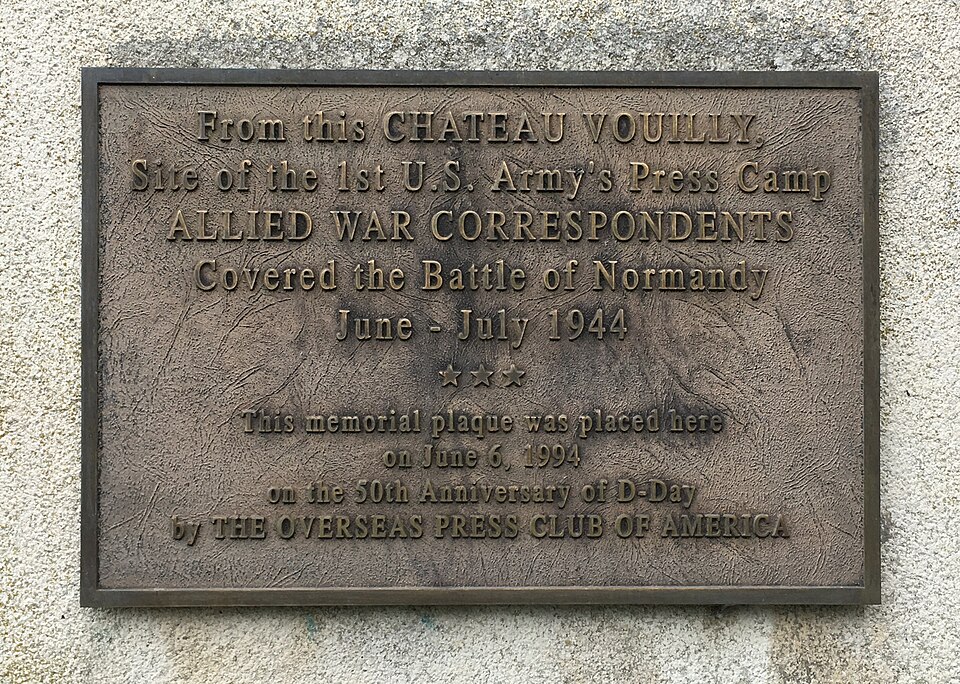 From this CHATEAU VOUILLY,
Site of the 1st U.S. Army's Press Camp
ALLIED WAR CORRESPONDENTS
Covered the Battle of Normandy
June - July 1944
★★★
This memorial plaque was placed here
on June 6, 1994
on the 50th Anniversary of D-Day
by THE OVERSEAS PRESS CLUB OF AMERICA